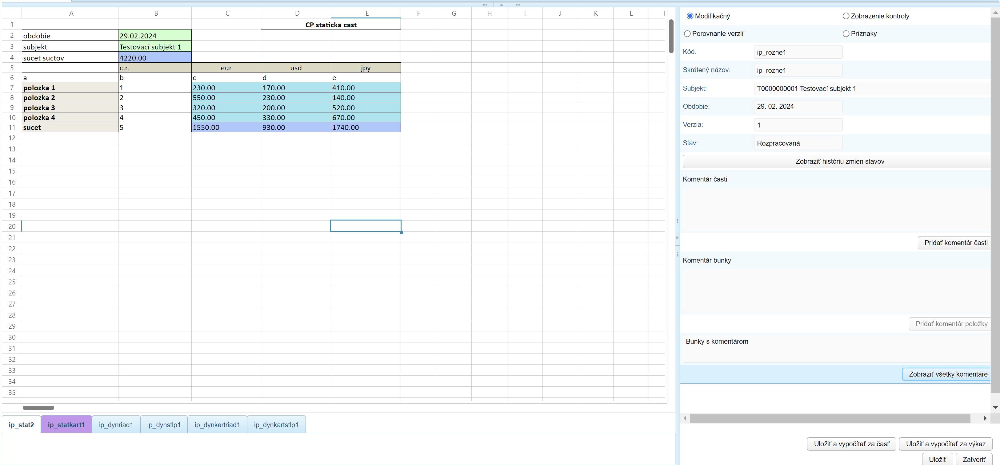 A B C D E F G H I J K L
1 CP staticka cast
2 obdobie 29.02.2024
3 subjekt Testovací subjekt 1
4 sucet suctov 4220.00
5 c.r. eur usd jpy
6 a b c d e
7 polozka 1 1 230.00 170.00 410.00
8 polozka 2 2 550.00 230.00 140.00
9 polozka 3 3 320.00 200.00 520.00
10 polozka 4 4 450.00 330.00 670.00
11 sucet 5 1550.00 930.00 1740.00
12
13
14
15
16
17
18
19
20
21
22
23
24
25
26
27
28
29
30
31
32
33
34
35
ip_stat2 ip_statkart1 ip_dynriad1 ip_dynstlp1 ip_dynkartriad1 ip_dynkartstlp1
Modifikačný Zobrazenie kontroly
Porovnanie verzií Príznaky
Kód: ip_rozne1
Skrátený názov: ip_rozne1
Subjekt: T0000000001 Testovací subjekt 1
Obdobie: 29. 02. 2024
Verzia: 1
Stav: Rozpracovaná
Zobraziť históriu zmien stavov
Komentár časti
Pridať komentár časti
Komentár bunky
Pridať komentár položky
Bunky s komentárom
Zobraziť všetky komentáre
Uložiť a vypočítať za časť Uložiť a vypočítať za výkaz
Uložiť Zatvoriť